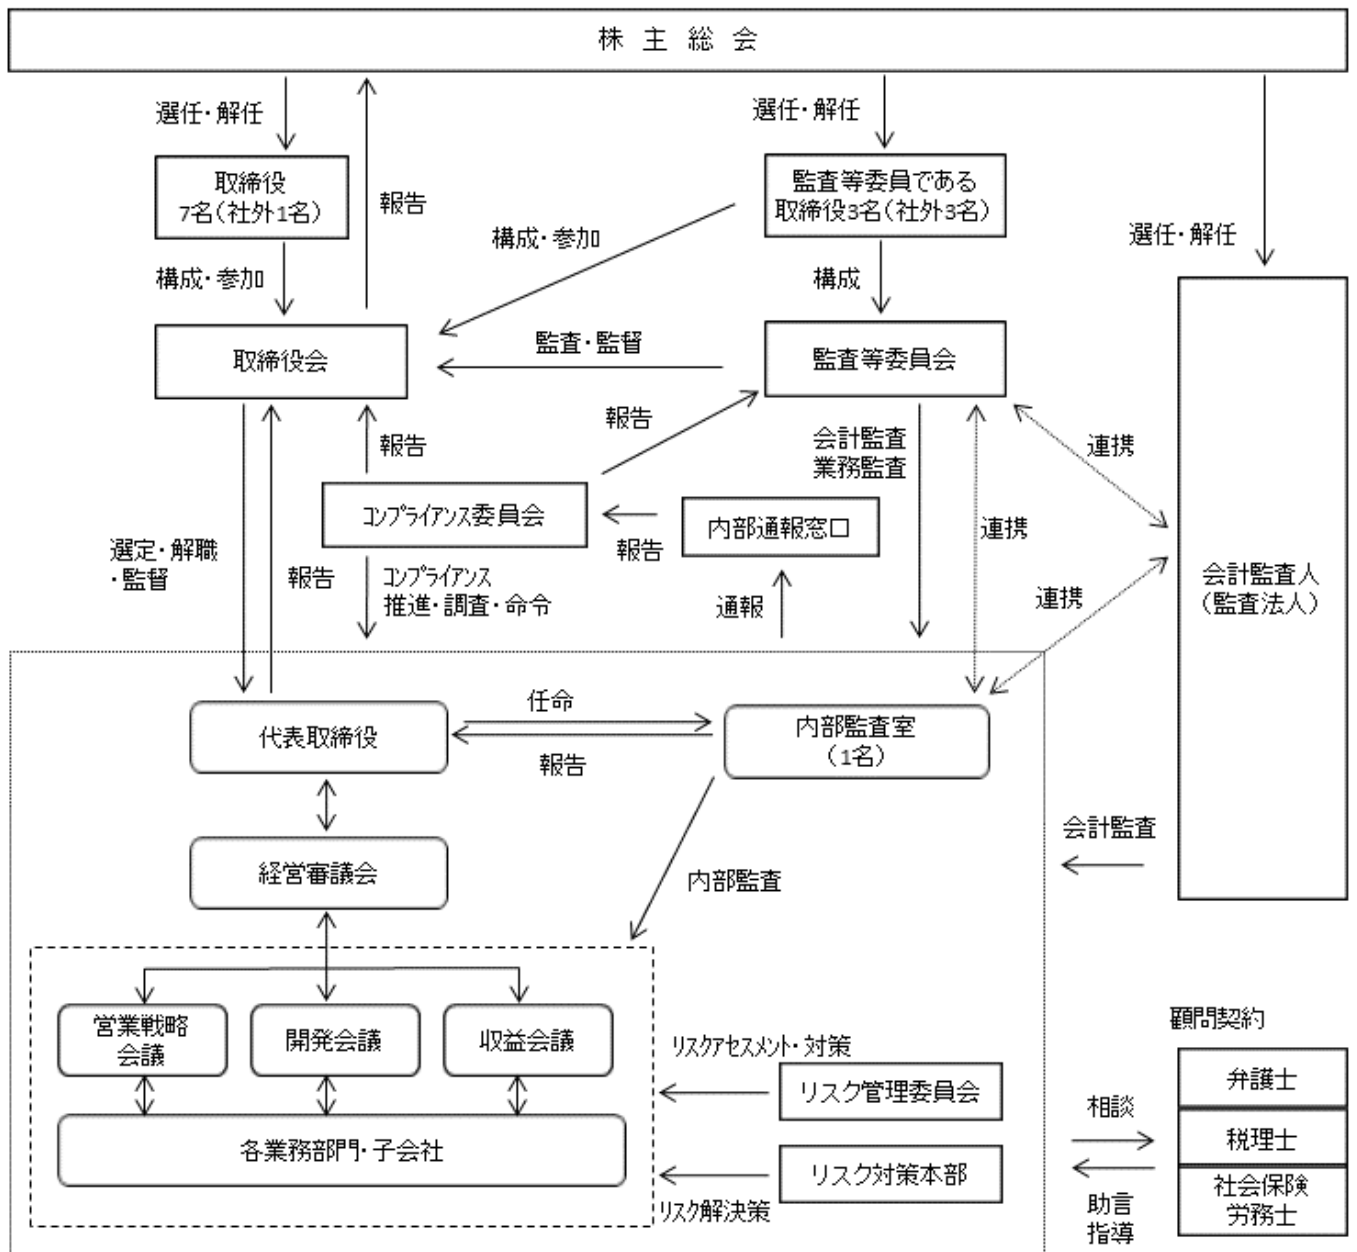 株 主 総 会
選任・解任
選任・解任
取締役
7名(社外1名)
報告
監査等委員である
取締役3名(社外3名)
選任・解任
構成・参加
構成・参加
構成
取締役会
監査・監督
監査等委員会
報告
報告
会計監査
業務監査
連携
コンプライアンス委員会
報告
内部通報窓口
連携
選定・解職
・監督
報告
コンプライアンス
推進・調査・命令
通報
連携
会計監査人
(監査法人)
代表取締役
任命
報告
内部監査室
(1名)
会計監査
経営審議会
内部監査
営業戦略
会議
開発会議
収益会議
顧問契約
リスクアセスメント・対策
リスク管理委員会
弁護士
相談
税理士
各業務部門・子会社
リスク対策本部
リスク解決策
助言
指導
社会保険
労務士